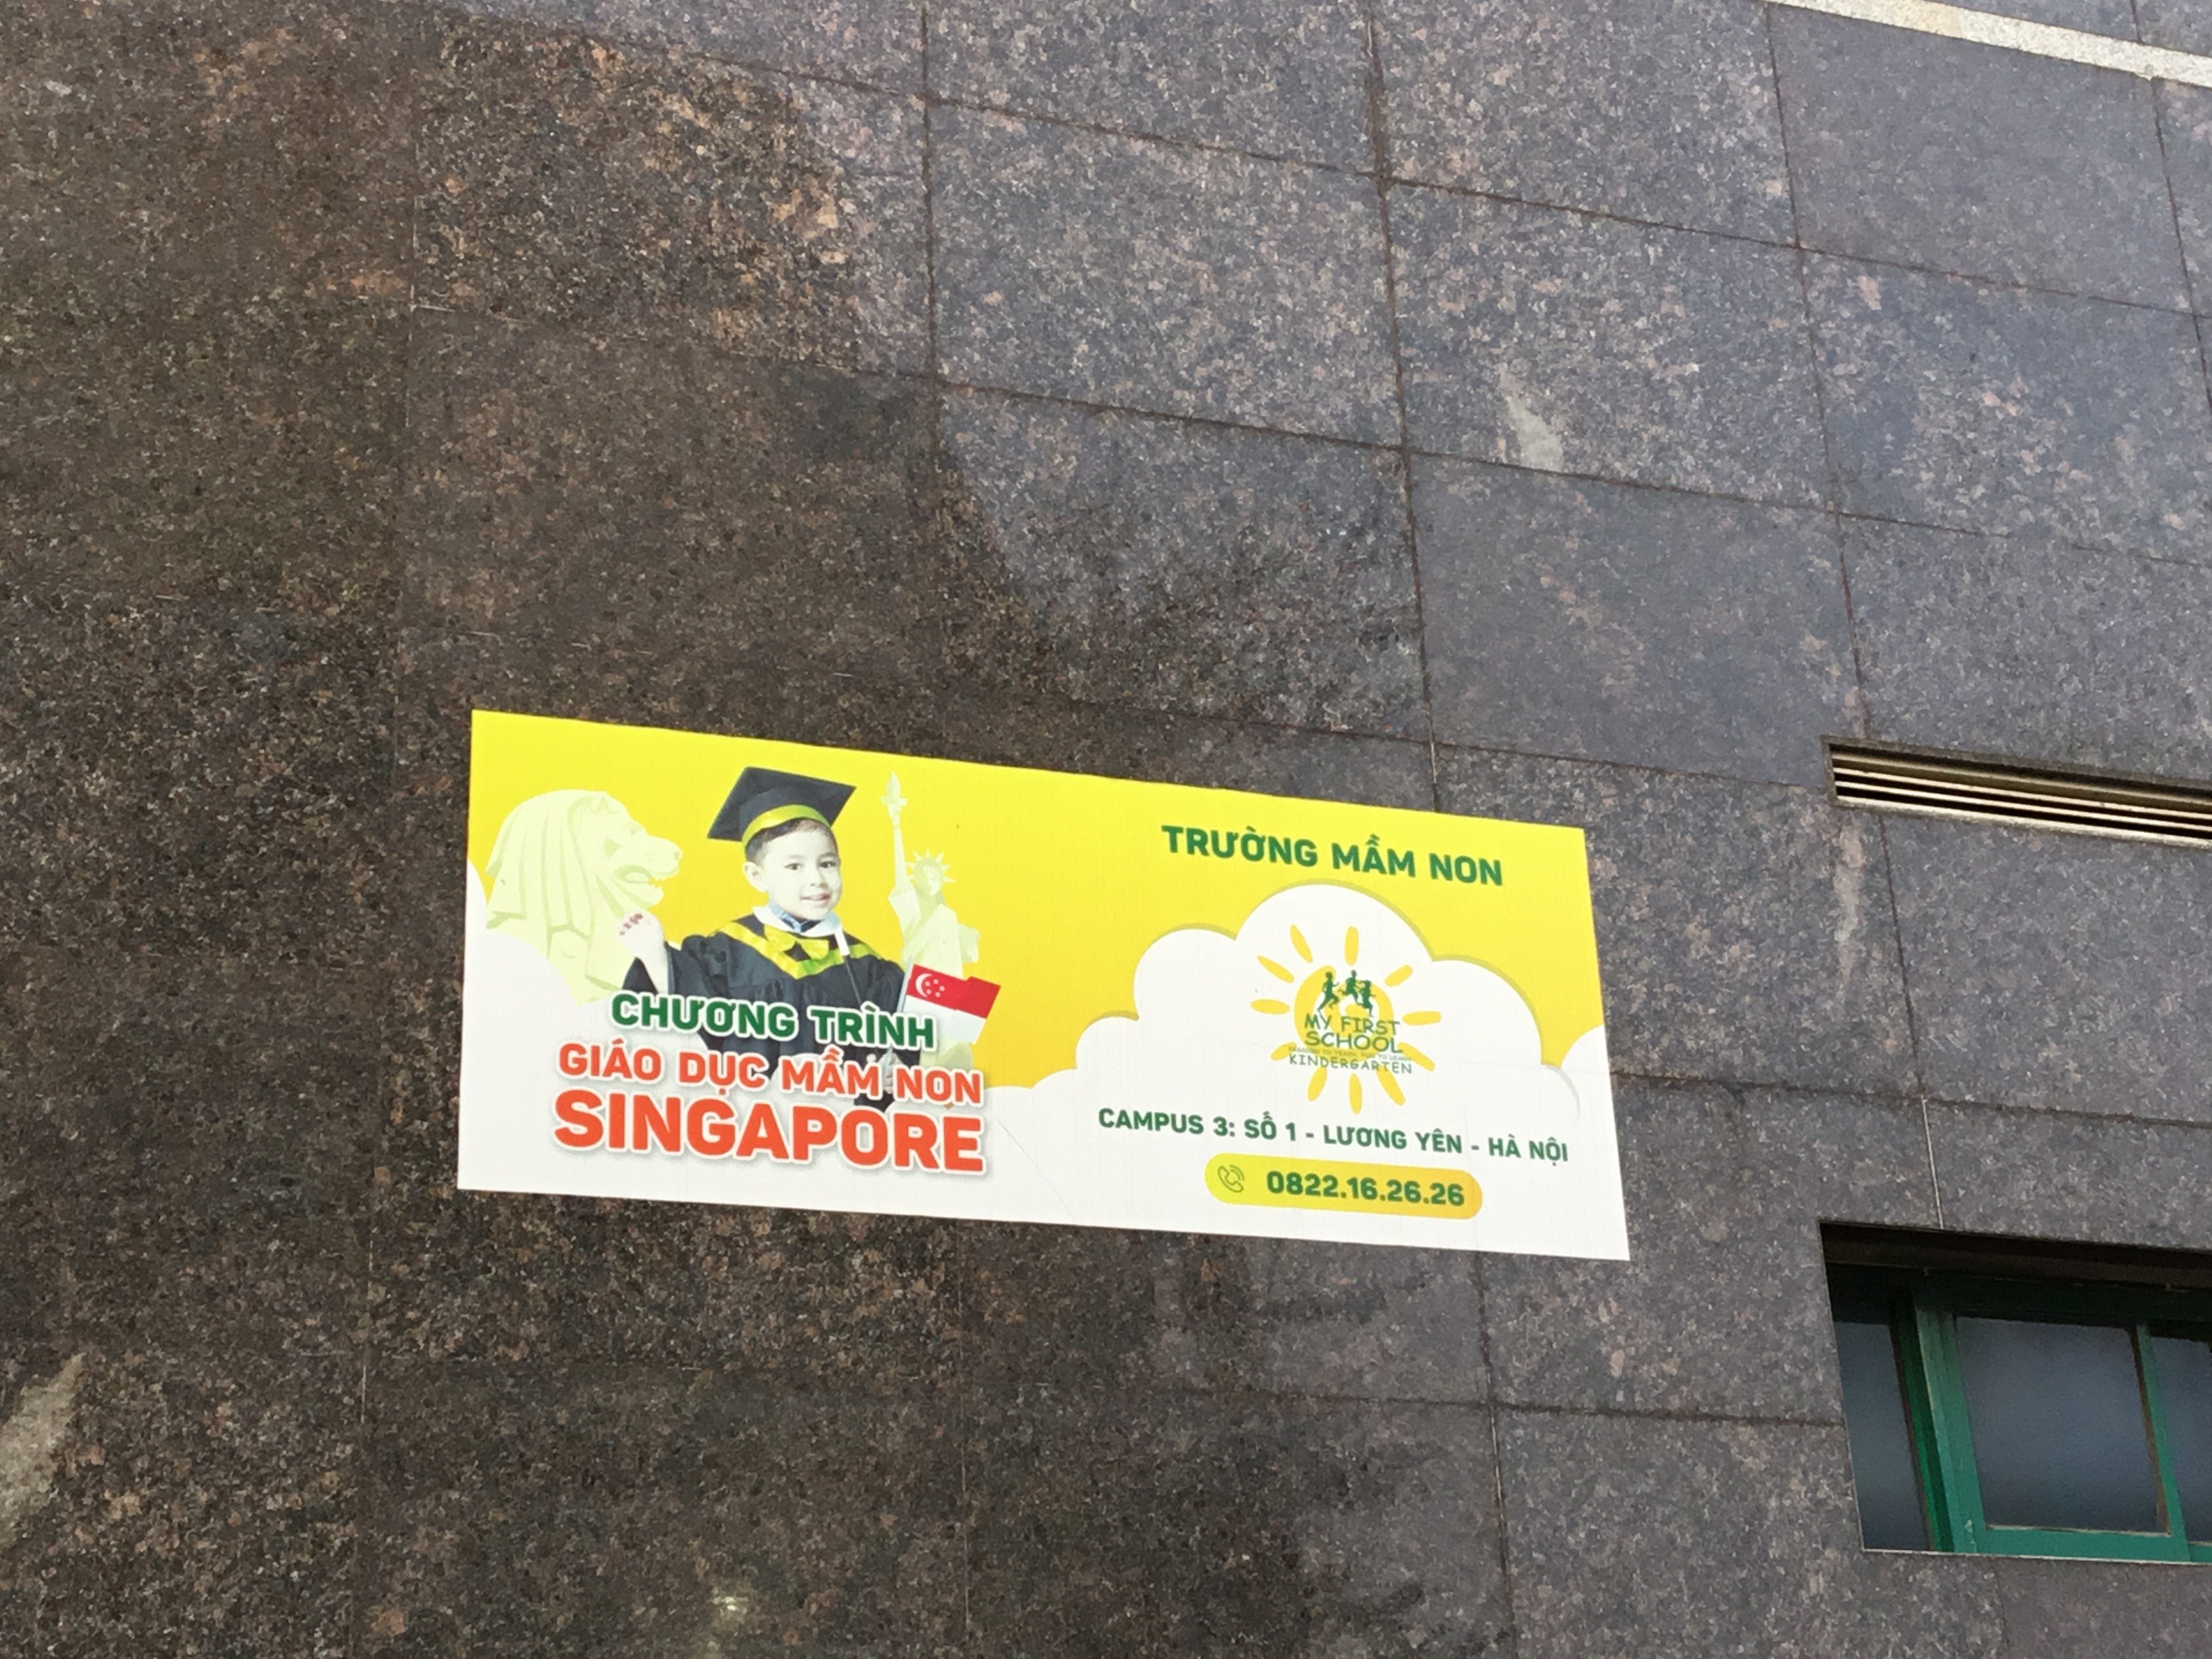 CHƯƠNG TRÌNH
GIÁO DỤC MẦM NON
SINGAPORE
TRƯỜNG MẦM NON
MY FIRST
SCHOOL
KINDERGARTEN
CAMPUS 3: SỐ 1 - LƯƠNG YÊN - HÀ NỘI
0822.16.26.26